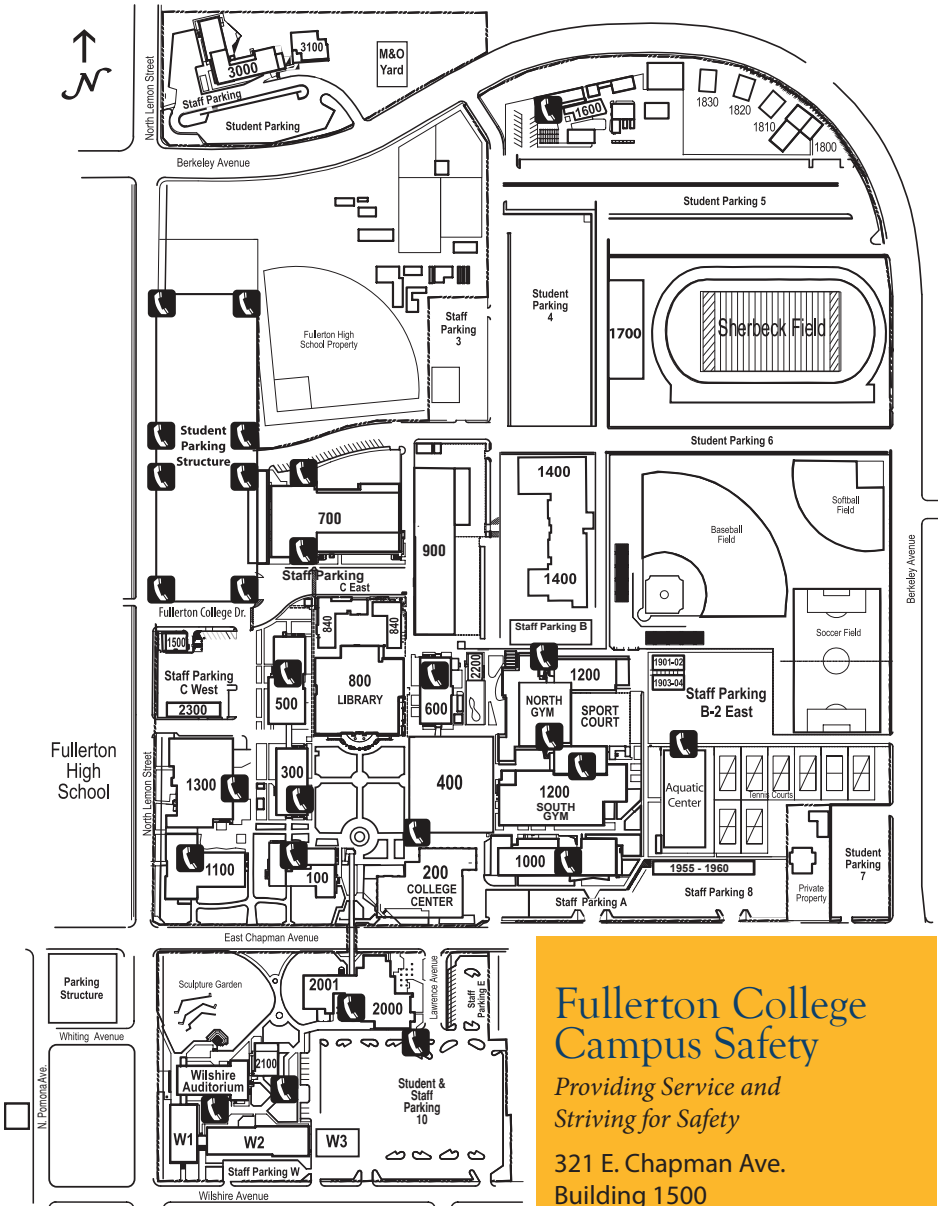 N
North Lemon Street
3000
3100
M&O
Yard
Staff Parking
Student Parking
Berkeley Avenue
1600
1830
1820
1810
1800
Student Parking 5
Student
Parking
4
Staff
Parking
3
Fullerton High
School Property
1700
Sherbeck Field
Student
Parking
Structure
Student Parking 6
700
900
1400
1400
Baseball
Field
Softball
Field
Berkeley Avenue
Staff Parking
C East
Fullerton College Dr.
Staff Parking B
Soccer Field
1500
Staff Parking
C West
2300
500
840
840
800
LIBRARY
600
2200
1200
NORTH
GYM
SPORT
COURT
1901-02
1903-04
Staff Parking
B-2 East
Fullerton
High
School
North Lemon Street
1300
300
400
1200
SOUTH
GYM
Aquatic
Center
Tennis Courts
1100
100
200
COLLEGE
CENTER
1000
1955 - 1960
Staff Parking A
Staff Parking 8
Private
Property
Student
Parking
7
East Chapman Avenue
Parking
Structure
Whiting Avenue
N. Pomona Ave.
Sculpture Garden
2001
2000
Lawrence Avenue
Staff
Parking E
2100
Wilshire
Auditorium
Student &
Staff
Parking
10
W1
W2
W3
Staff Parking W
Wilshire Avenue
Fullerton College
Campus Safety
Providing Service and
Striving for Safety
321 E. Chapman Ave.
Building 1500